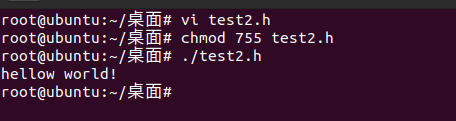 root@ubuntu:~/桌面# vi test2.h
root@ubuntu:~/桌面# chmod 755 test2.h
root@ubuntu:~/桌面# ./test2.h
hellow world!
root@ubuntu:~/桌面#